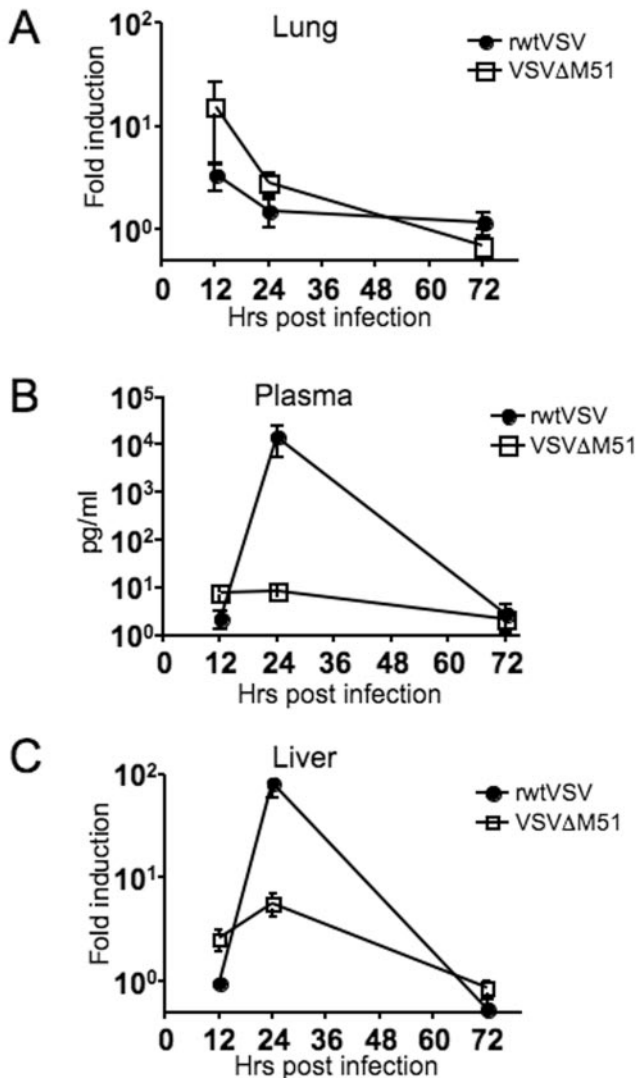 A
Lung
rwtVSV
VSVΔM51
Fold induction
10²
10¹
10⁰
0 12 24 36 48 60 72
Hrs post infection
B
Plasma
rwtVSV
VSVΔM51
pg/ml
10⁵
10⁴
10³
10²
10¹
10⁰
0 12 24 36 48 60 72
Hrs post infection
C
Liver
rwtVSV
VSVΔM51
Fold induction
10²
10¹
10⁰
0 12 24 36 48 60 72
Hrs post infection